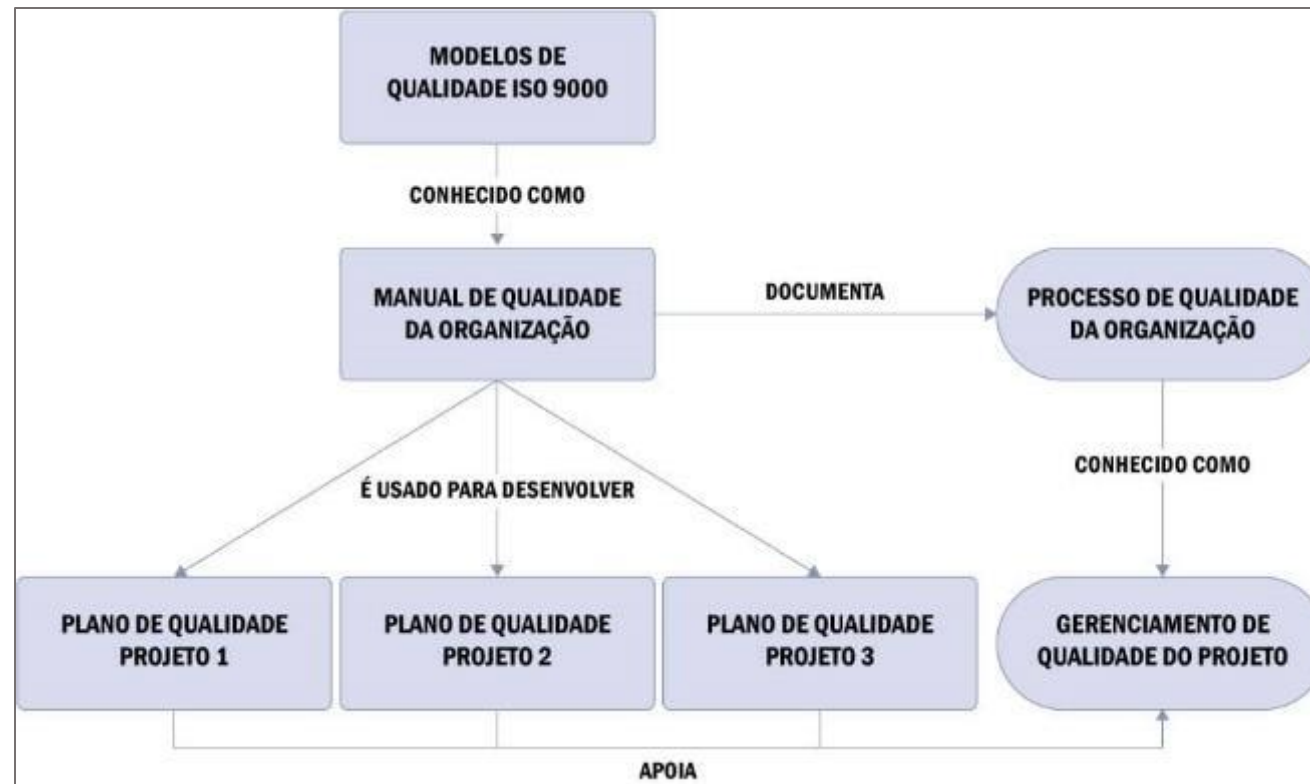 MODELOS DE
QUALIDADE ISO 9000
CONHECIDO COMO
MANUAL DE QUALIDADE
DA ORGANIZAÇÃO
DOCUMENTA
PROCESSO DE QUALIDADE
DA ORGANIZAÇÃO
CONHECIDO COMO
É USADO PARA DESENVOLVER
PLANO DE QUALIDADE
PROJETO 1
PLANO DE QUALIDADE
PROJETO 2
PLANO DE QUALIDADE
PROJETO 3
GERENCIAMENTO DE
QUALIDADE DO PROJETO
APOIA